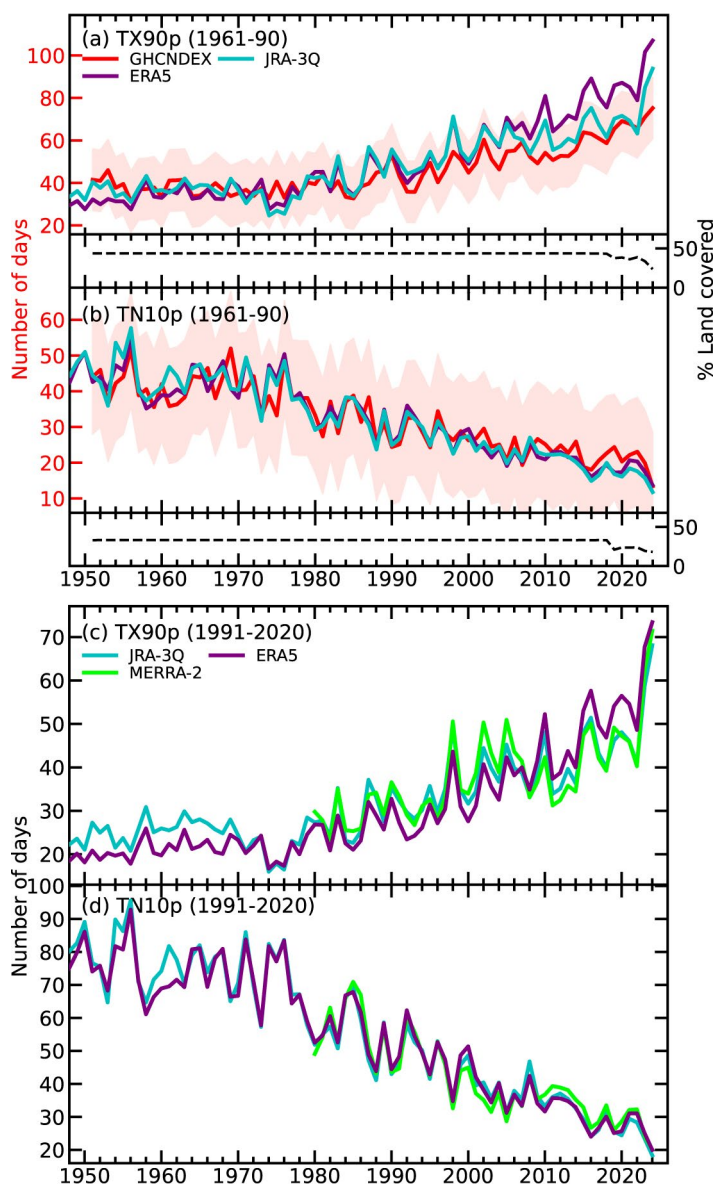 (a) TX90p (1961-90)
GHCNDEX JRA-3Q
ERA5
100
80
60
40
20
50
0
(b) TN10p (1961-90)
60
50
40
30
20
10
50
0
Number of days
% Land covered
1950 1960 1970 1980 1990 2000 2010 2020
(c) TX90p (1991-2020)
JRA-3Q ERA5
MERRA-2
70
60
50
40
30
20
100
(d) TN10p (1991-2020)
90
80
70
60
50
40
30
20
Number of days
1950 1960 1970 1980 1990 2000 2010 2020